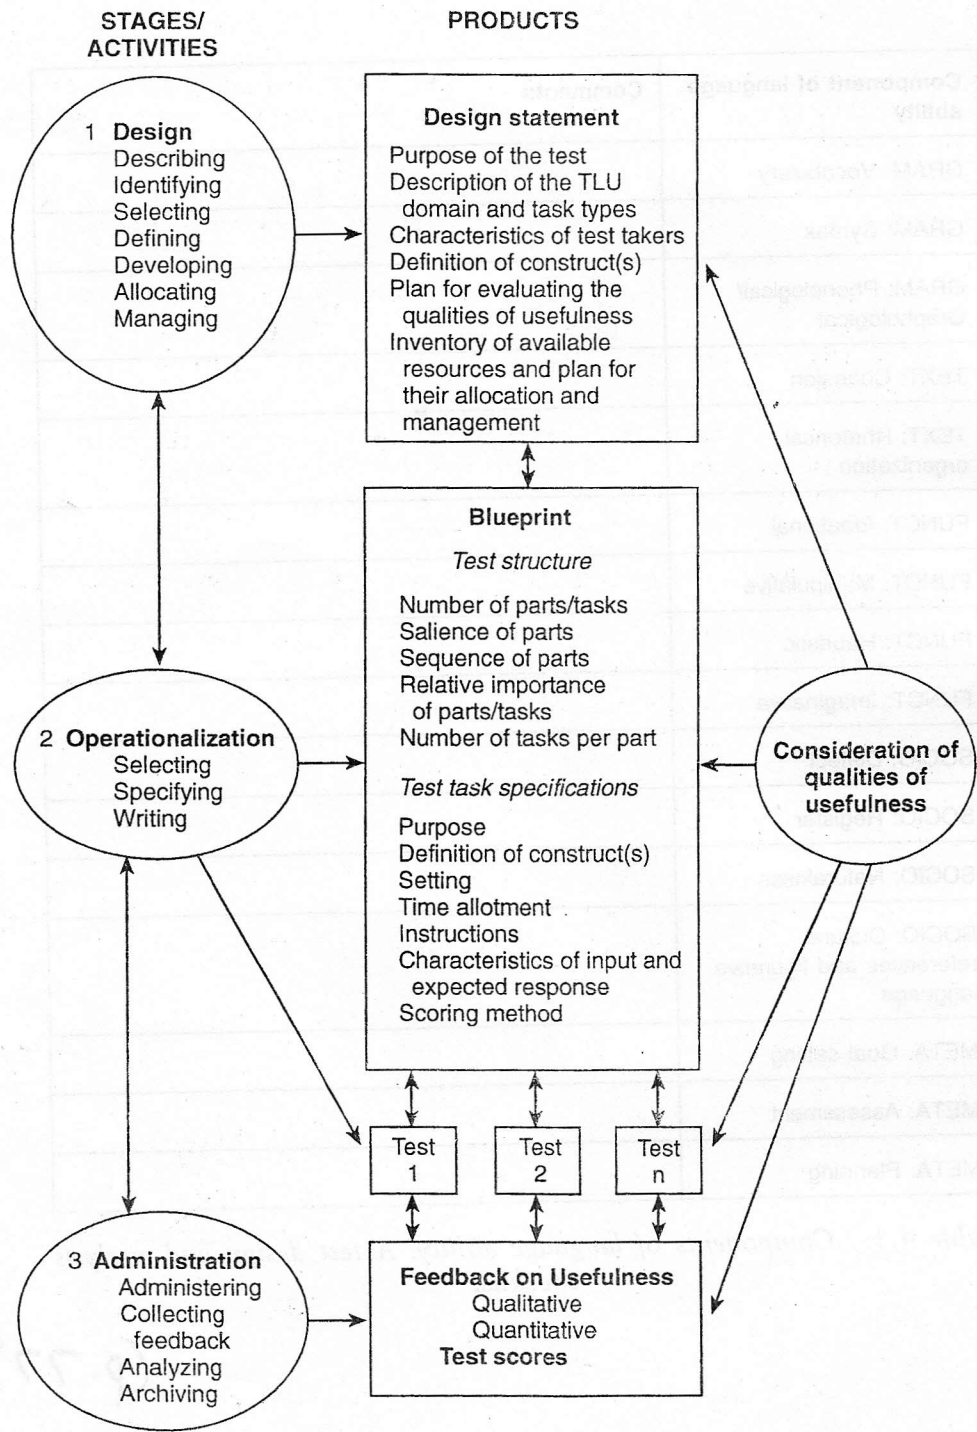 STAGES/
ACTIVITIES
PRODUCTS
1 Design
Describing
Identifying
Selecting
Defining
Developing
Allocating
Managing
Design statement
Purpose of the test
Description of the TLU
domain and task types
Characteristics of test takers
Definition of construct(s)
Plan for evaluating the
qualities of usefulness
Inventory of available
resources and plan for
their allocation and
management
Blueprint
Test structure
Number of parts/tasks
Salience of parts
Sequence of parts
Relative importance
of parts/tasks
Number of tasks per part
Test task specifications
Purpose
Definition of construct(s)
Setting
Time allotment
Instructions
Characteristics of input and
expected response
Scoring method
2 Operationalization
Selecting
Specifying
Writing
Consideration of
qualities of
usefulness
Test
1
Test
2
Test
n
3 Administration
Administering
Collecting
feedback
Analyzing
Archiving
Feedback on Usefulness
Qualitative
Quantitative
Test scores